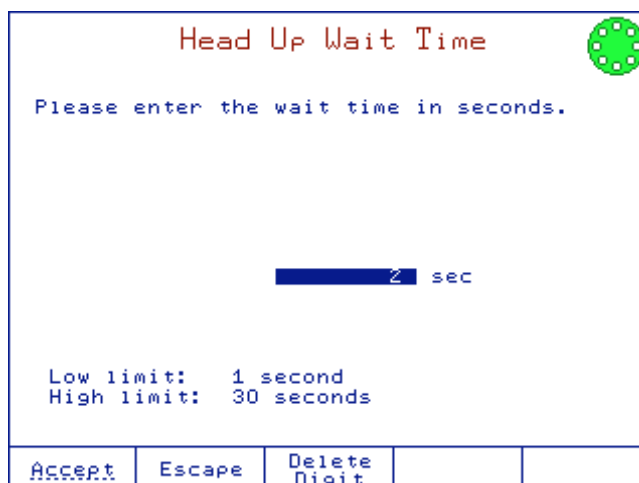 Head Up Wait Time
Please enter the wait time in seconds.
2 sec
Low limit: 1 second
High limit: 30 seconds
Accept
Escape
Delete
Digit